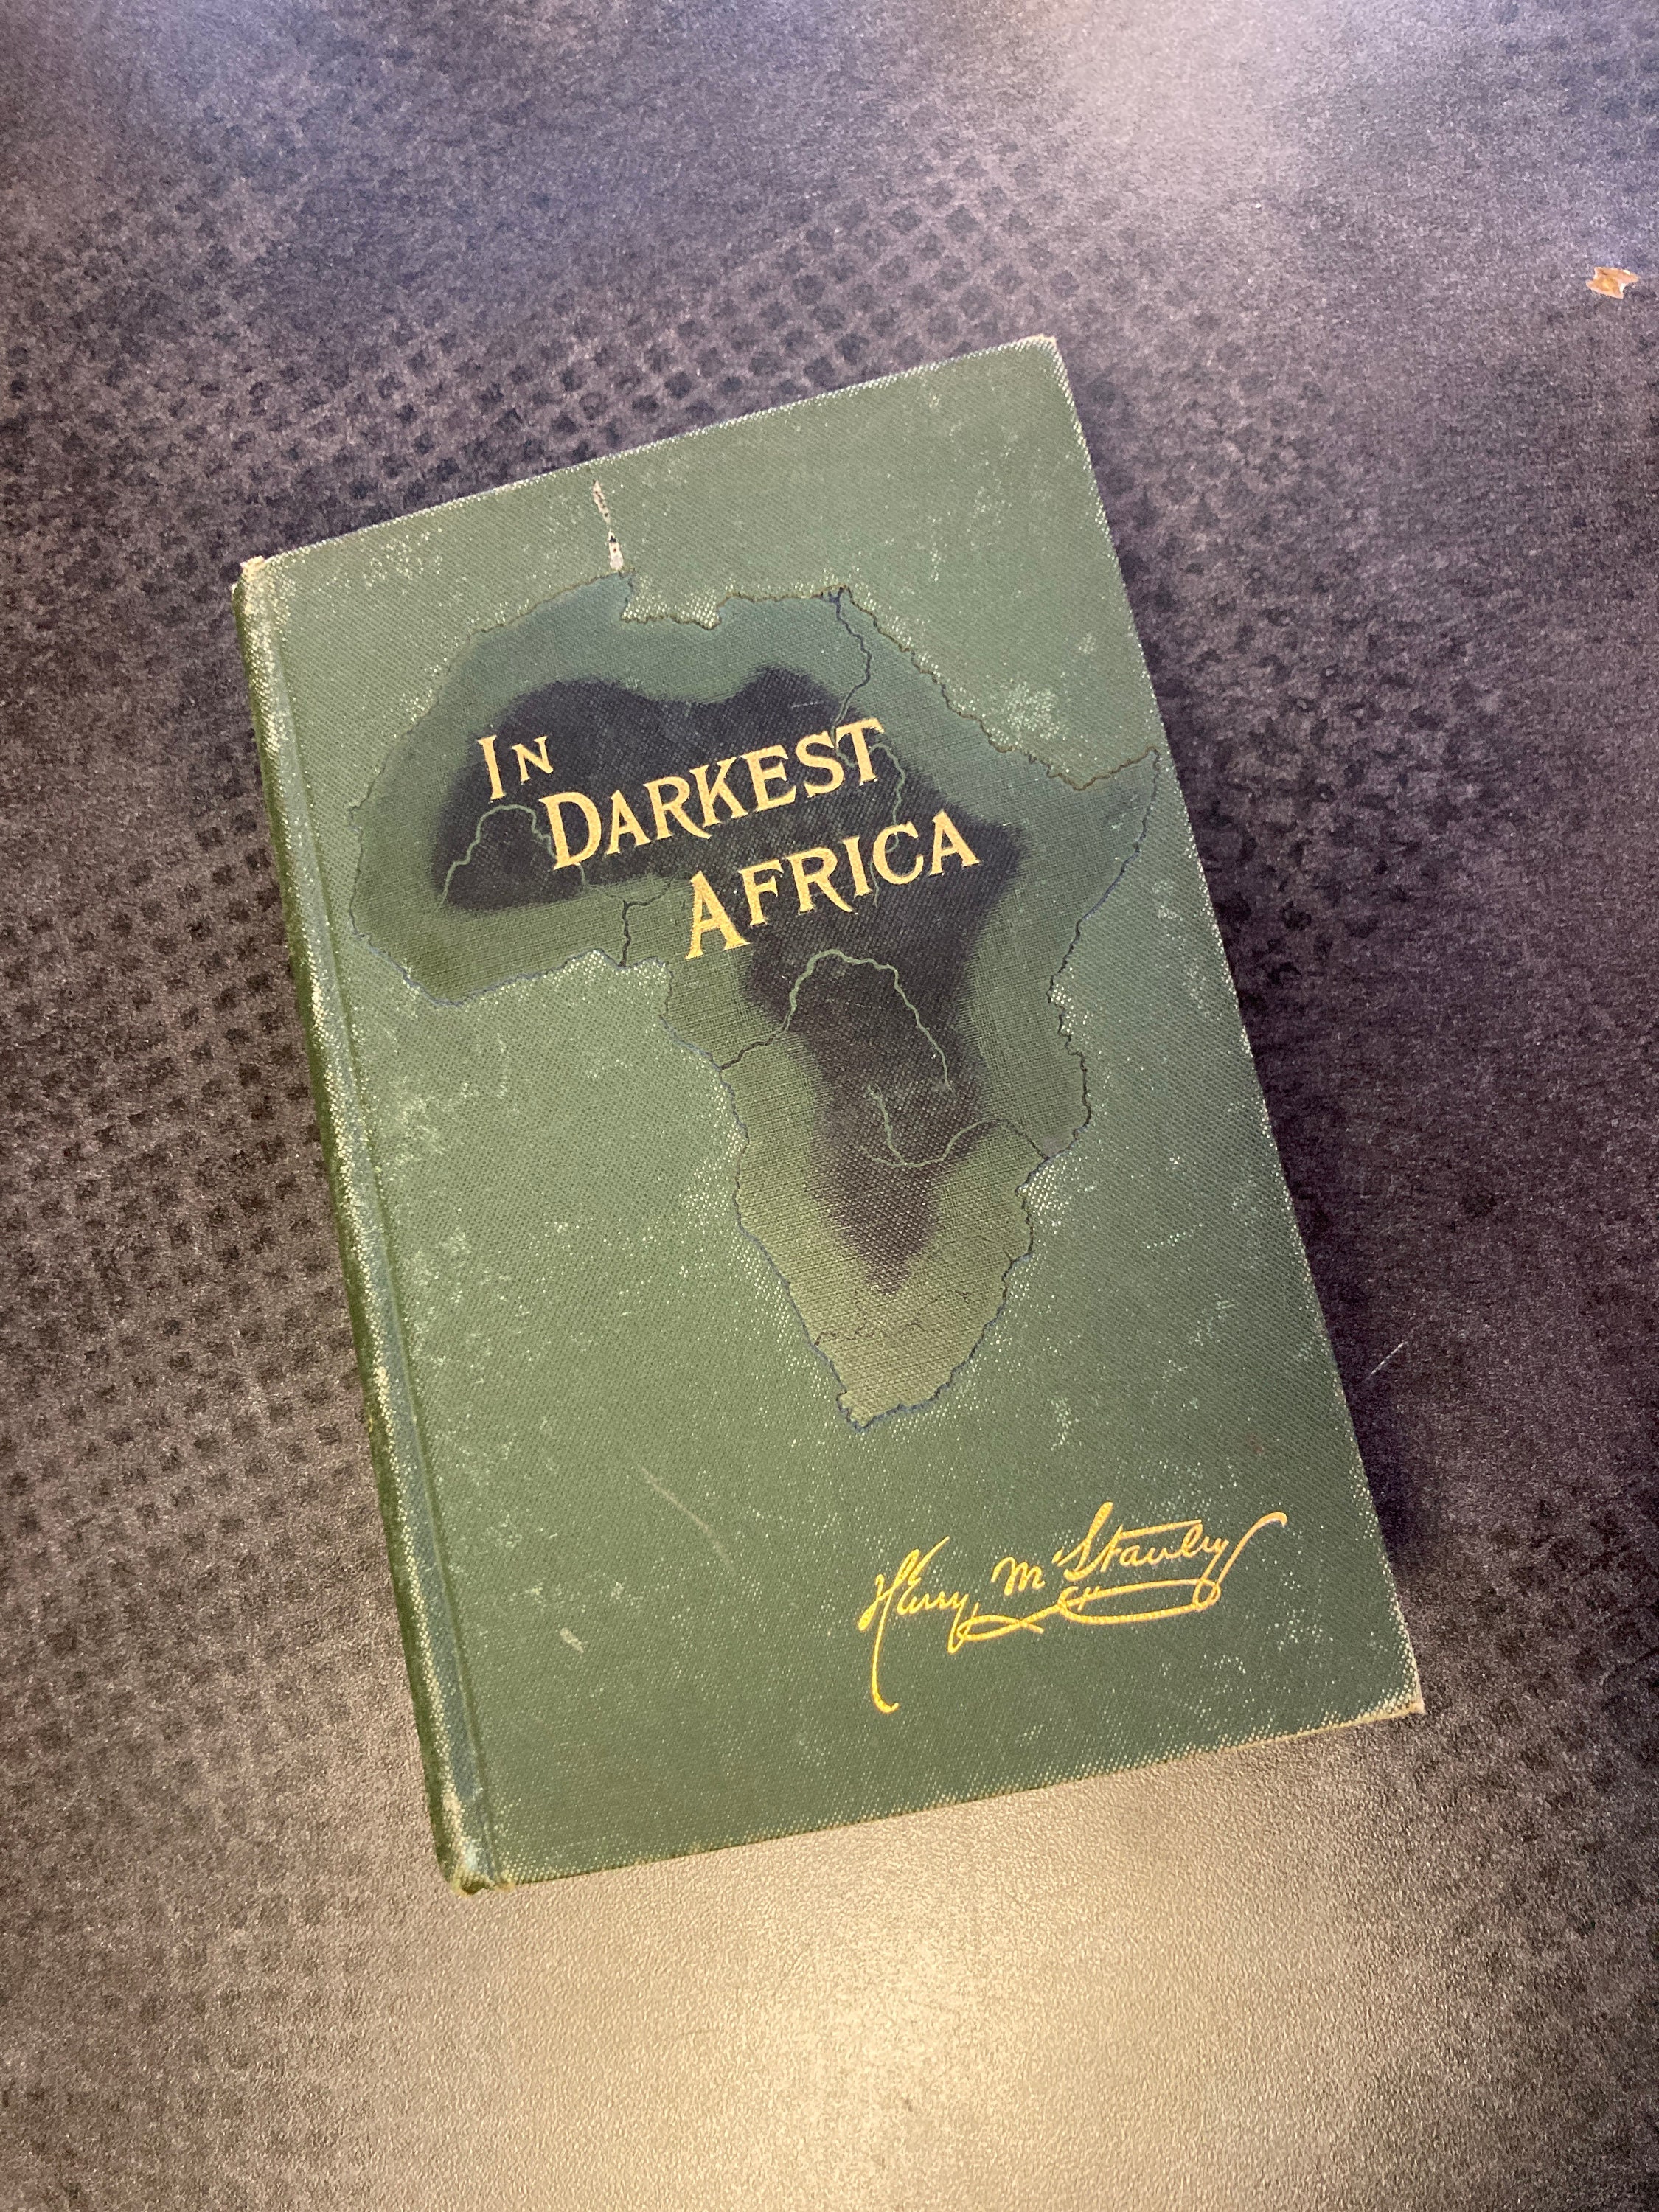 In
Darkest
Africa
Henry M Stanley